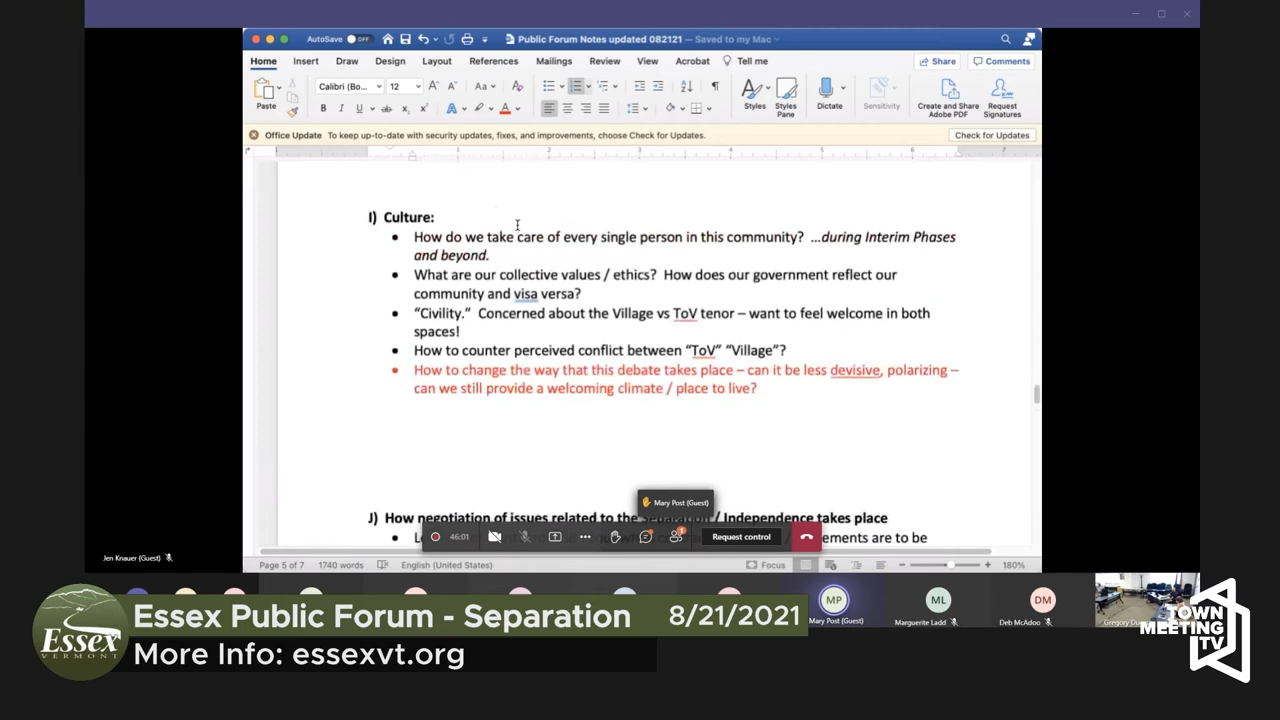 AutoSave OFF Public Forum Notes updated 082121 – Saved to my Mac
Home Insert Draw Design Layout References Mailings Review View Acrobat Tell me Share Comments
Paste Calibri (Bo... 12 Aa Styles Styles Pane Dictate Sensitivity Create and Share Adobe PDF Request Signatures
Office Update To keep up-to-date with security updates, fixes, and improvements, choose Check for Updates. Check for Updates
I) Culture:
• How do we take care of every single person in this community? ...during Interim Phases
and beyond.
• What are our collective values / ethics? How does our government reflect our
community and visa versa?
• “Civility.” Concerned about the Village vs ToV tenor – want to feel welcome in both
spaces!
• How to counter perceived conflict between “ToV” “Village”?
• How to change the way that this debate takes place – can it be less devisive, polarizing –
can we still provide a welcoming climate / place to live?
Mary Post (Guest)
J) How negotiation of issues related to the Separation / Independence takes place
46:01 Request control
ements are to be
Jen Knauer (Guest)
Page 5 of 7 1740 words English (United States) Focus 180%
MP ML DM
Mary Post (Guest) Marguerite Ladd Deb McAdoo
Essex Public Forum - Separation 8/21/2021
More Info: essexvt.org
Essex
VERMONT
TOWN
MEETING
TV